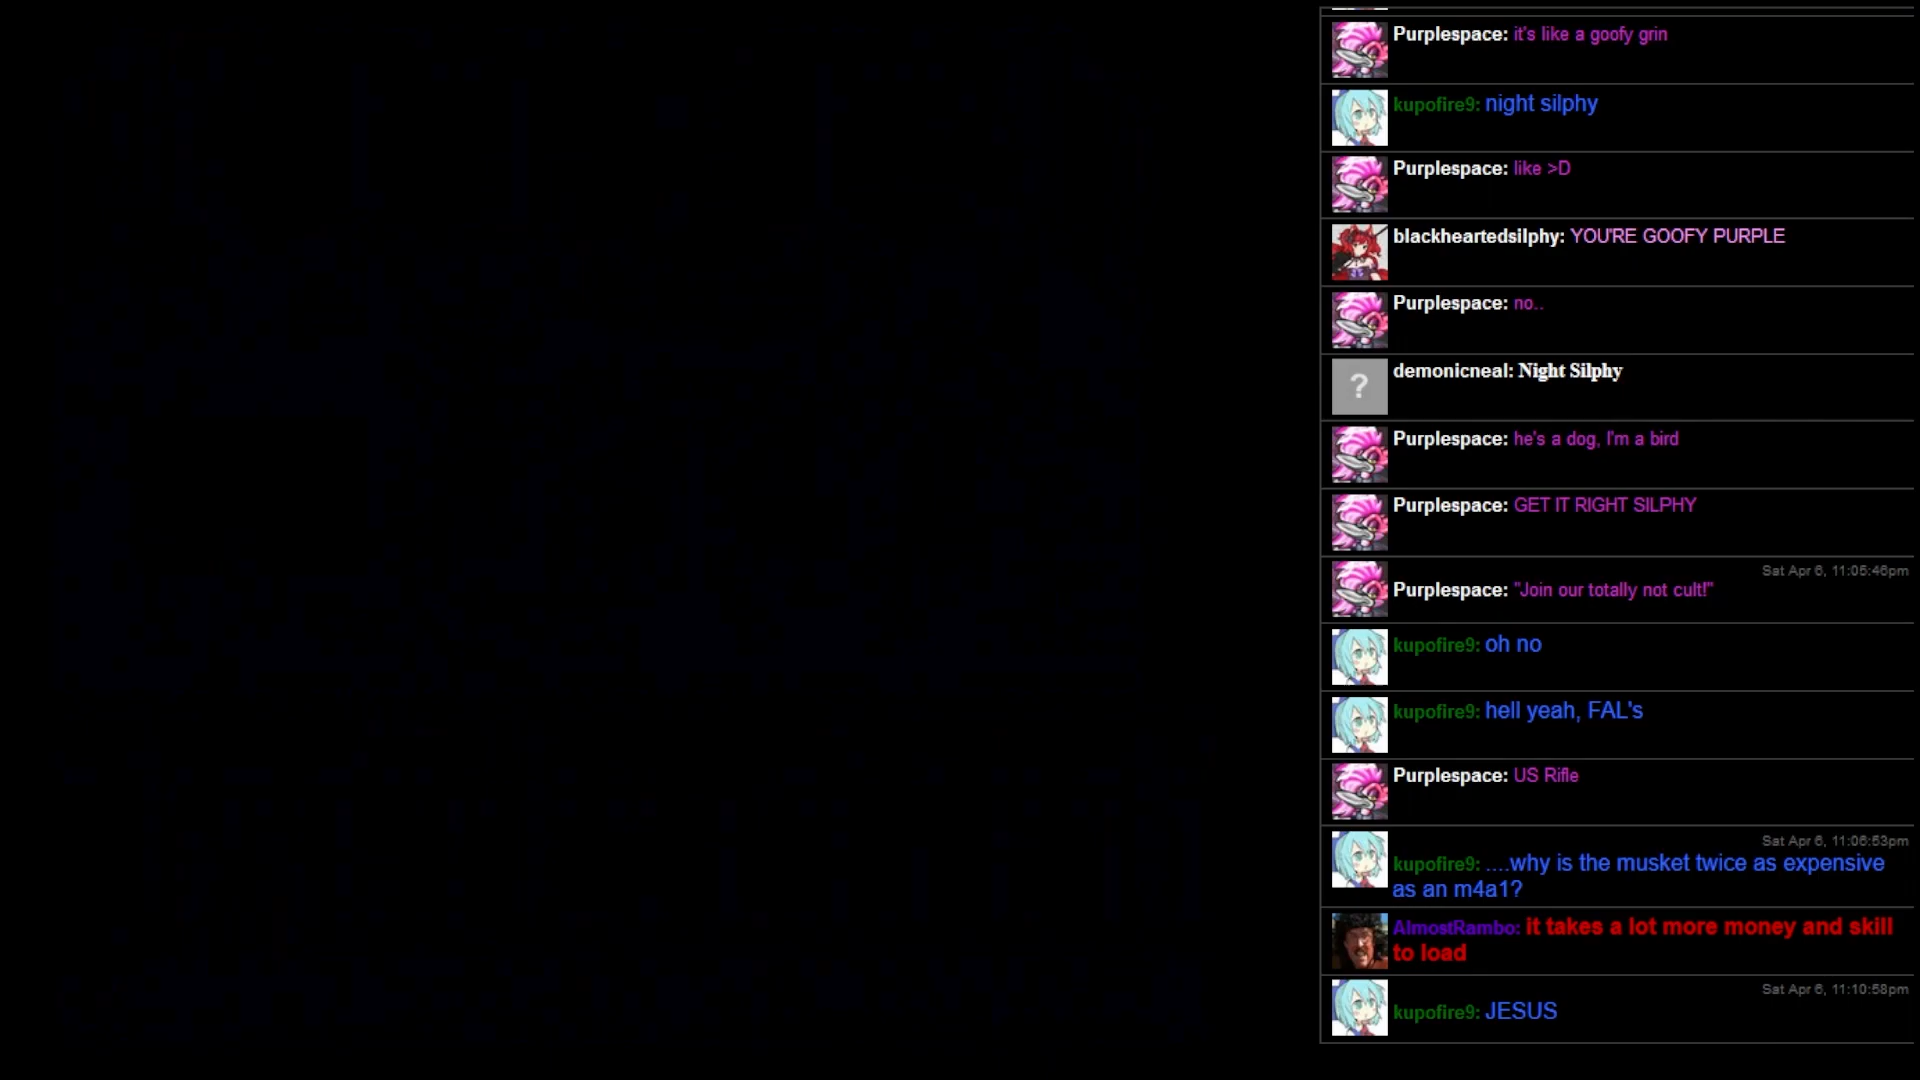 Purplespace: it's like a goofy grin
kupofire9: night silphy
Purplespace: like >D
blackheartedsilphy: YOU'RE GOOFY PURPLE
Purplespace: no..
?
demonicneal: Night Silphy
Purplespace: he's a dog, I'm a bird
Purplespace: GET IT RIGHT SILPHY
Sat Apr 6, 11:05:46pm
Purplespace: "Join our totally not cult!"
kupofire9: oh no
kupofire9: hell yeah, FAL's
Purplespace: US Rifle
Sat Apr 6, 11:06:53pm
kupofire9: ....why is the musket twice as expensive
as an m4a1?
AlmostRambo: it takes a lot more money and skill
to load
Sat Apr 6, 11:10:58pm
kupofire9: JESUS